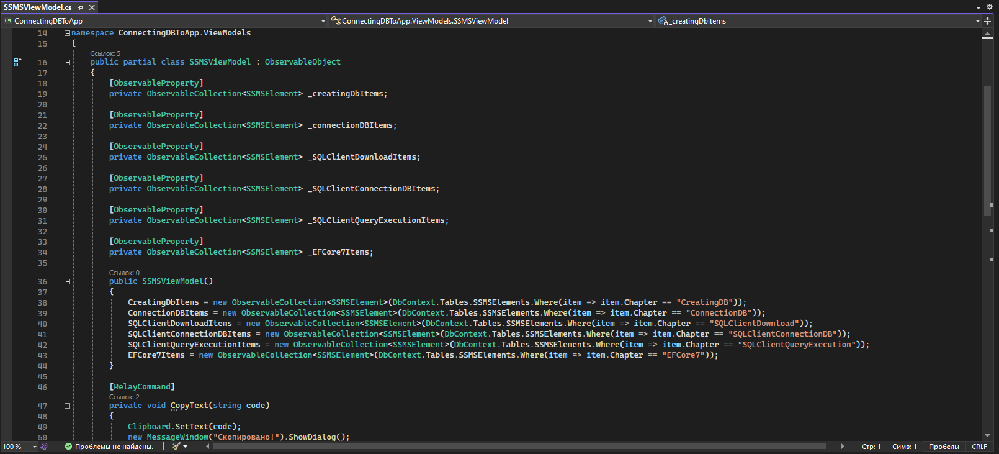 SSMSViewModel.cs
C# ConnectingDBToApp ConnectingDBToApp.ViewModels.SSMSViewModel _creatingDbItems
14 namespace ConnectingDBToApp.ViewModels
15 {
Ссылок: 5
16 public partial class SSMSViewModel : ObservableObject
17 {
18 [ObservableProperty]
19 private ObservableCollection<SSMSElement> _creatingDbItems;
20
21 [ObservableProperty]
22 private ObservableCollection<SSMSElement> _connectionDBItems;
23
24 [ObservableProperty]
25 private ObservableCollection<SSMSElement> _SQLClientDownloadItems;
26
27 [ObservableProperty]
28 private ObservableCollection<SSMSElement> _SQLClientConnectionDBItems;
29
30 [ObservableProperty]
31 private ObservableCollection<SSMSElement> _SQLClientQueryExecutionItems;
32
33 [ObservableProperty]
34 private ObservableCollection<SSMSElement> _EFCore7Items;
35
Ссылок: 0
36 public SSMSViewModel()
37 {
38 CreatingDbItems = new ObservableCollection<SSMSElement>(DbContext.Tables.SSMSElements.Where(item => item.Chapter == "CreatingDB"));
39 ConnectionDBItems = new ObservableCollection<SSMSElement>(DbContext.Tables.SSMSElements.Where(item => item.Chapter == "ConnectionDB"));
40 SQLClientDownloadItems = new ObservableCollection<SSMSElement>(DbContext.Tables.SSMSElements.Where(item => item.Chapter == "SQLClientDownload"));
41 SQLClientConnectionDBItems = new ObservableCollection<SSMSElement>(DbContext.Tables.SSMSElements.Where(item => item.Chapter == "SQLClientConnectionDB"));
42 SQLClientQueryExecutionItems = new ObservableCollection<SSMSElement>(DbContext.Tables.SSMSElements.Where(item => item.Chapter == "SQLClientQueryExecution"));
43 EFCore7Items = new ObservableCollection<SSMSElement>(DbContext.Tables.SSMSElements.Where(item => item.Chapter == "EFCore7"));
44 }
45
46 [RelayCommand]
Ссылок: 2
47 private void CopyText(string code)
48 {
49 Clipboard.SetText(code);
50 new MessageWindow("Скопировано!").ShowDialog();
100 % Проблемы не найдены. Стр: 1 Симв: 1 Пробелы CRLF